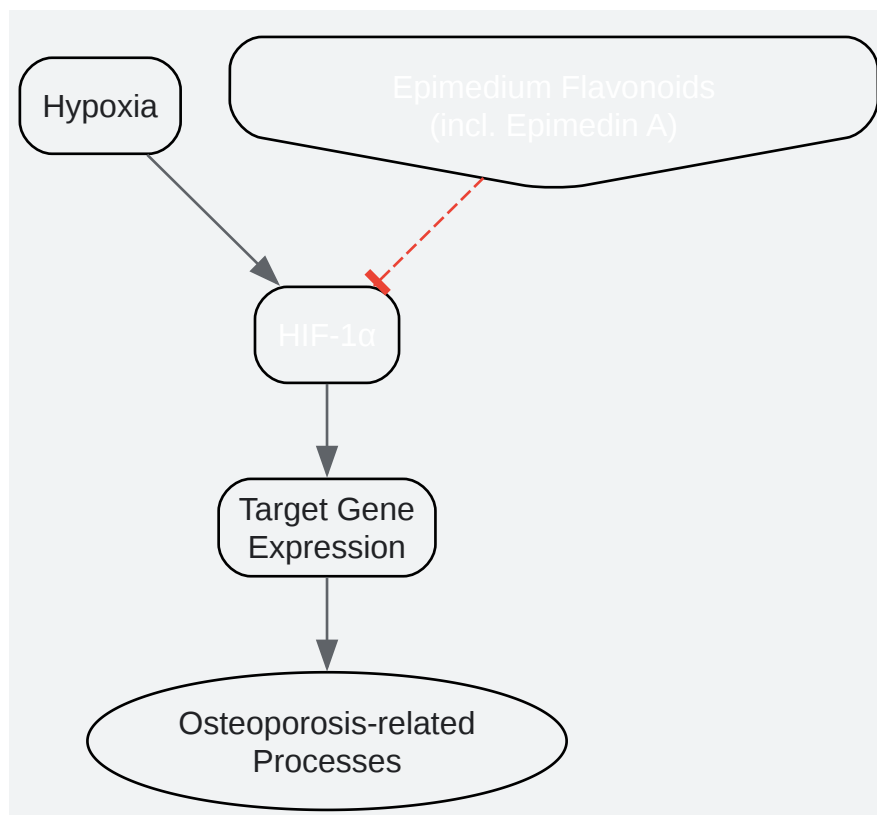 Hypoxia
Epimedium Flavonoids
(incl. Epimedin A)
HIF-1α
Target Gene
Expression
Osteoporosis-related
Processes